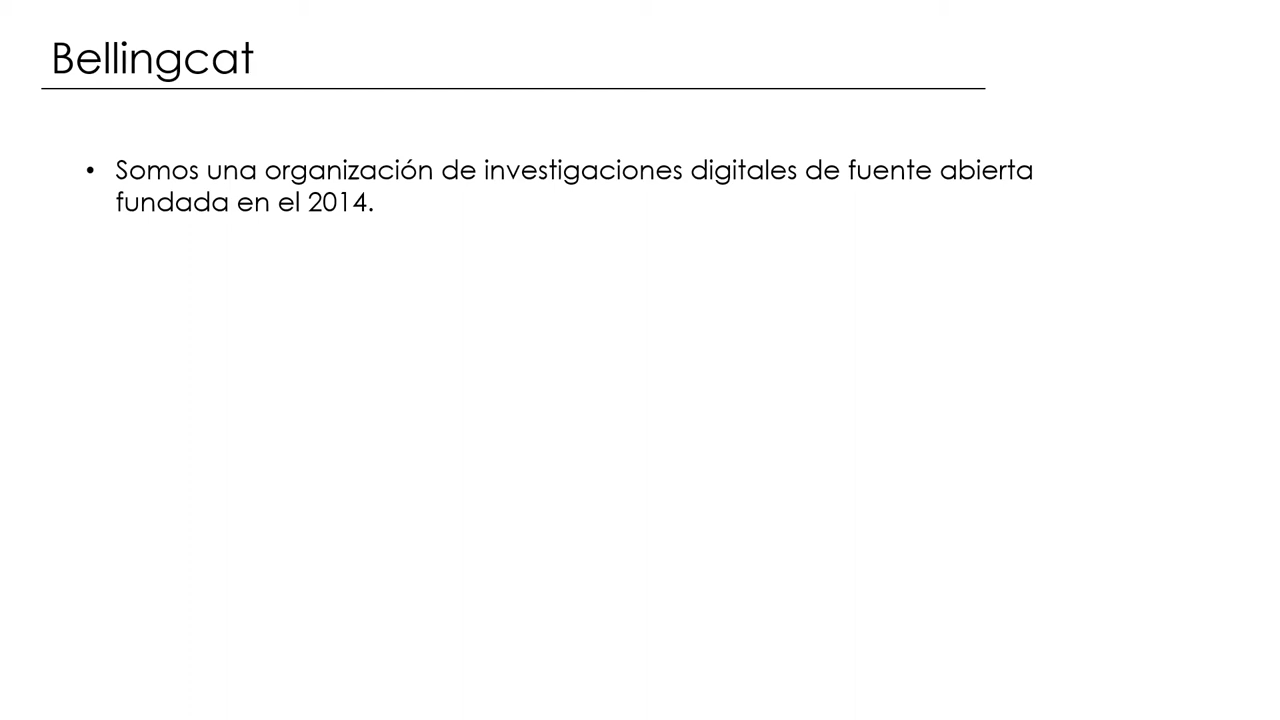 Bellingcat
• Somos una organización de investigaciones digitales de fuente abierta
fundada en el 2014.